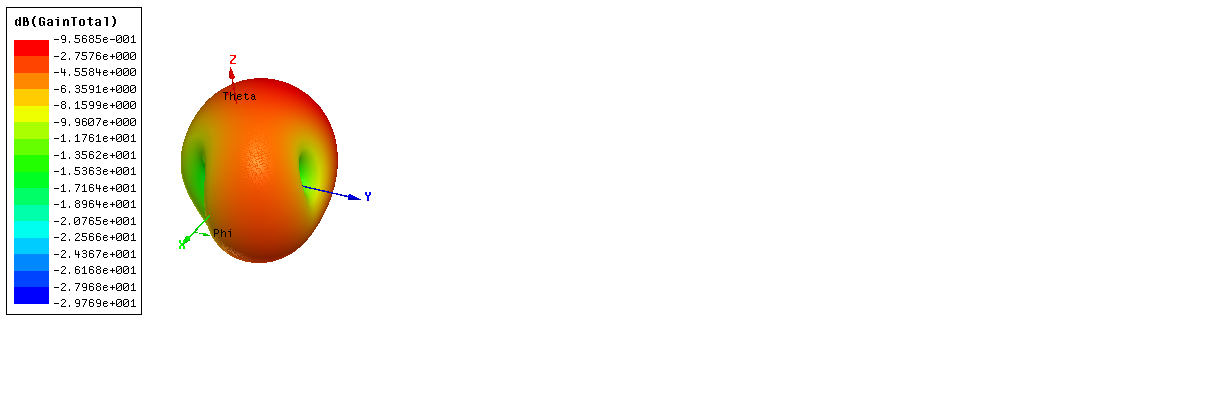 dB(GainTotal)
-9.5685e-001
-2.7576e+000
-4.5584e+000
-6.3591e+000
-8.1599e+000
-9.9607e+000
-1.1761e+001
-1.3562e+001
-1.5363e+001
-1.7164e+001
-1.8964e+001
-2.0765e+001
-2.2566e+001
-2.4367e+001
-2.6168e+001
-2.7968e+001
-2.9769e+001
Z
Theta
Y
Phi
X